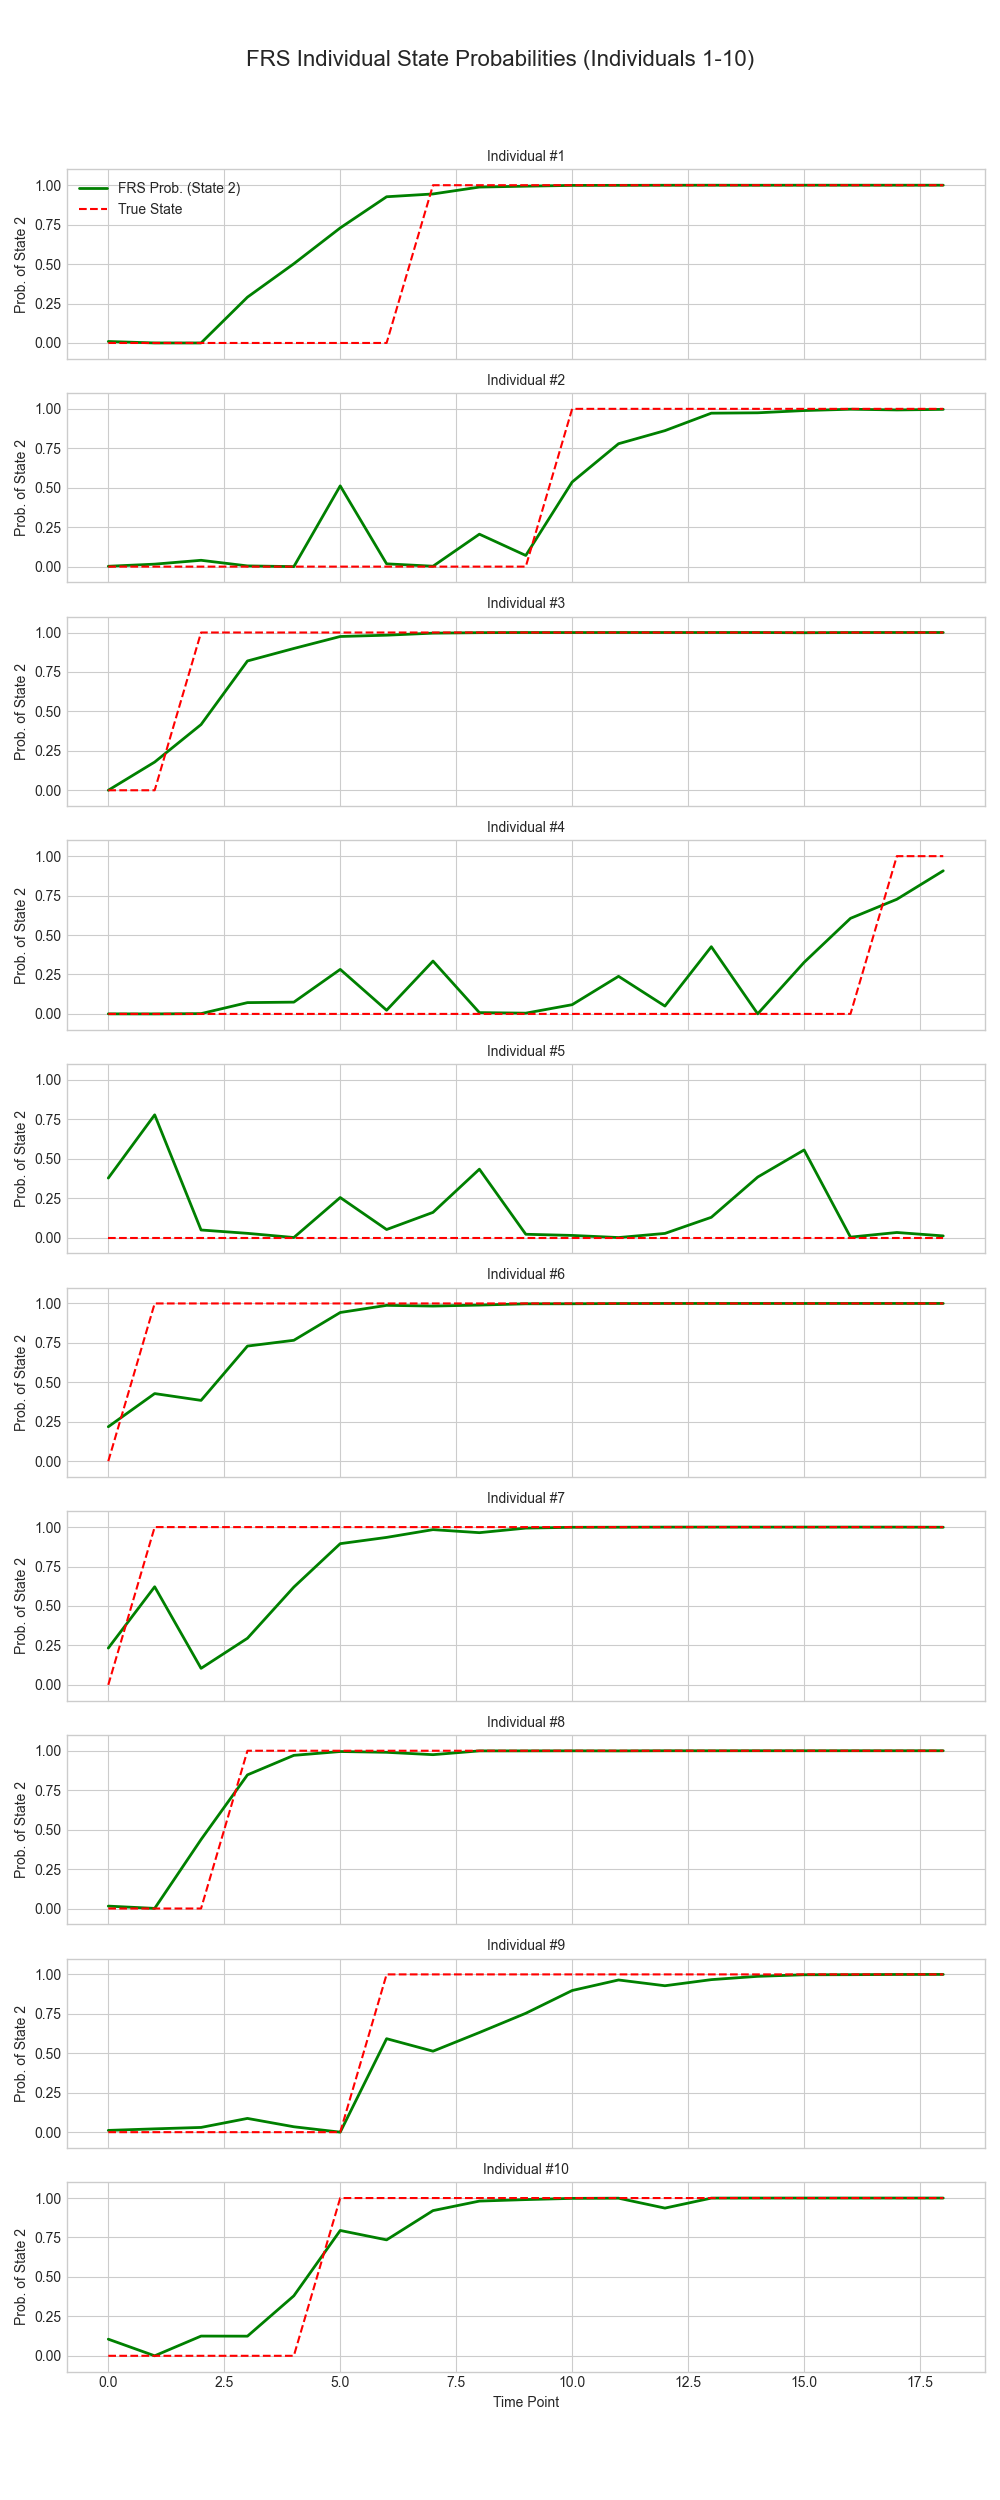 FRS Individual State Probabilities (Individuals 1-10)
Individual #1
FRS Prob. (State 2)
True State
1.00
0.75
0.50
0.25
0.00
Prob. of State 2
Individual #2
1.00
0.75
0.50
0.25
0.00
Prob. of State 2
Individual #3
1.00
0.75
0.50
0.25
0.00
Prob. of State 2
Individual #4
1.00
0.75
0.50
0.25
0.00
Prob. of State 2
Individual #5
1.00
0.75
0.50
0.25
0.00
Prob. of State 2
Individual #6
1.00
0.75
0.50
0.25
0.00
Prob. of State 2
Individual #7
1.00
0.75
0.50
0.25
0.00
Prob. of State 2
Individual #8
1.00
0.75
0.50
0.25
0.00
Prob. of State 2
Individual #9
1.00
0.75
0.50
0.25
0.00
Prob. of State 2
Individual #10
1.00
0.75
0.50
0.25
0.00
Prob. of State 2
0.0 2.5 5.0 7.5 10.0 12.5 15.0 17.5
Time Point